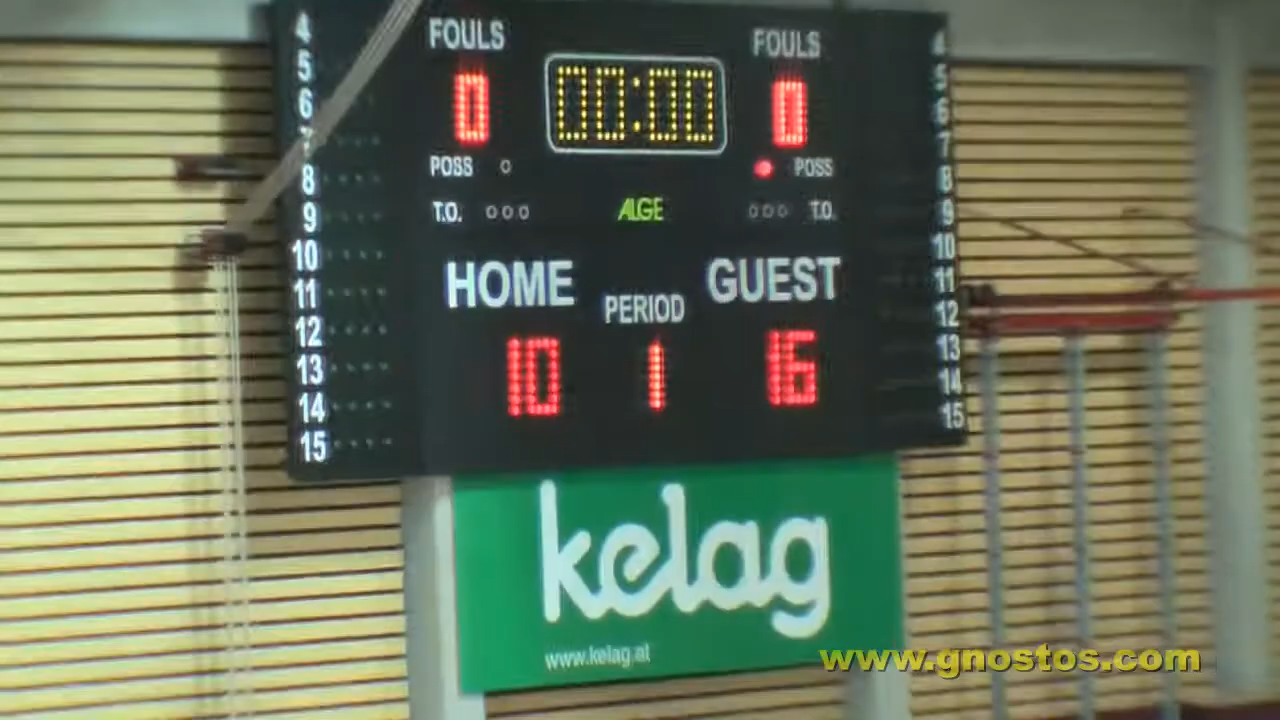 FOULS 00:00 FOULS
0 0
POSS POSS
T.O. ALGE T.O.
HOME PERIOD GUEST
10 1 16
4 4
5 5
6 6
7 7
8 8
9 9
10 10
11 11
12 12
13 13
14 14
15 15
kelag
www.kelag.at
www.gnostos.com